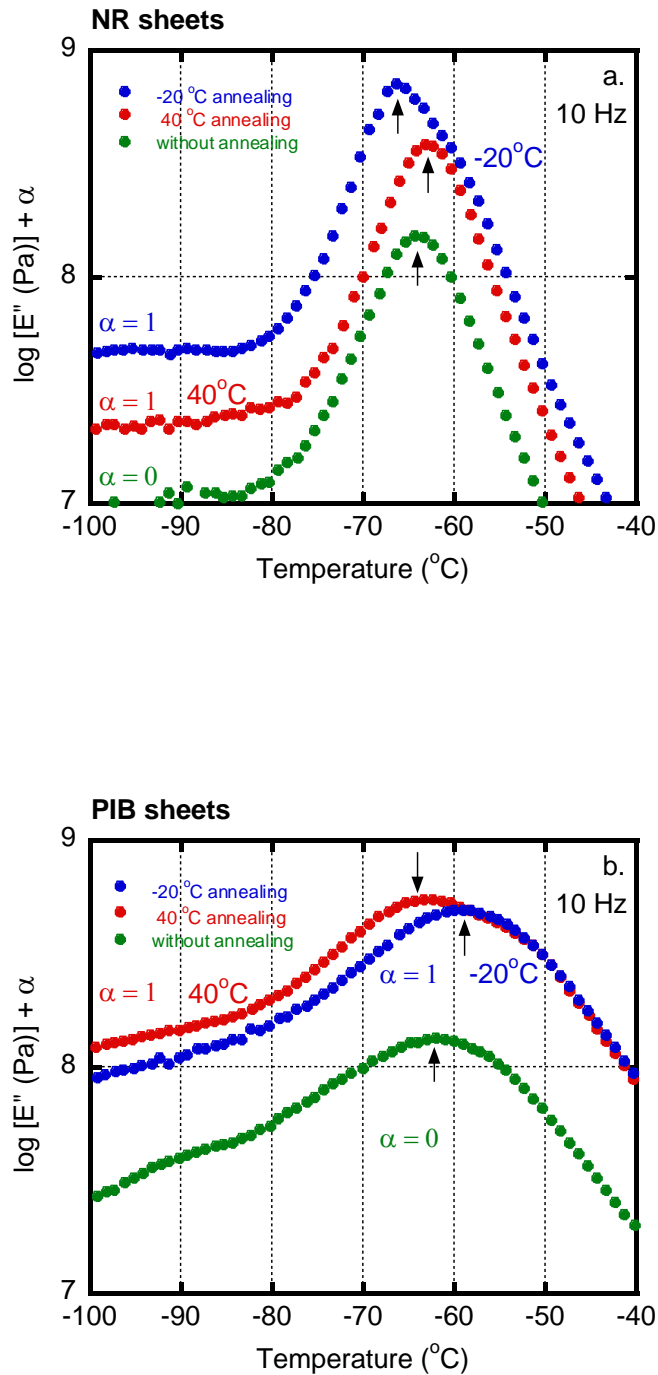 NR sheets
9
a.
-20 °C annealing
40 °C annealing
10 Hz
without annealing
-20°C
log [E" (Pa)] + α
8
α = 1
α = 1
40°C
α = 0
7
-100
-90
-80
-70
-60
-50
-40
Temperature (°C)
PIB sheets
9
b.
-20 °C annealing
40 °C annealing
10 Hz
without annealing
α = 1
40°C
α = 1
-20°C
log [E" (Pa)] + α
8
α = 0
7
-100
-90
-80
-70
-60
-50
-40
Temperature (°C)